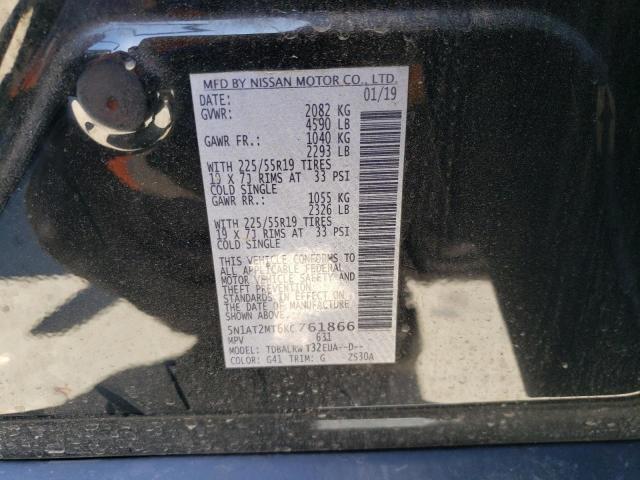 MFD BY NISSAN MOTOR CO., LTD.
DATE: 01/19
GVWR: 2082 KG
4590 LB
GAWR FR.: 1040 KG
2293 LB
WITH 225/55R19 TIRES
19 X 7J RIMS AT 33 PSI
COLD SINGLE
GAWR RR.: 1055 KG
2326 LB
WITH 225/55R19 TIRES
19 X 7J RIMS AT 33 PSI
COLD SINGLE
THIS VEHICLE CONFORMS TO
ALL APPLICABLE FEDERAL
MOTOR VEHICLE SAFETY AND
THEFT PREVENTION
STANDARDS IN EFFECT ON
THE DATE OF MANUFACTURE
SHOWN ABOVE.
5N1AT2MT6KC761866
MPV 631
MODEL: TDBALRWT32EUA--D--
COLOR: G41 TRIM: G ZS30A